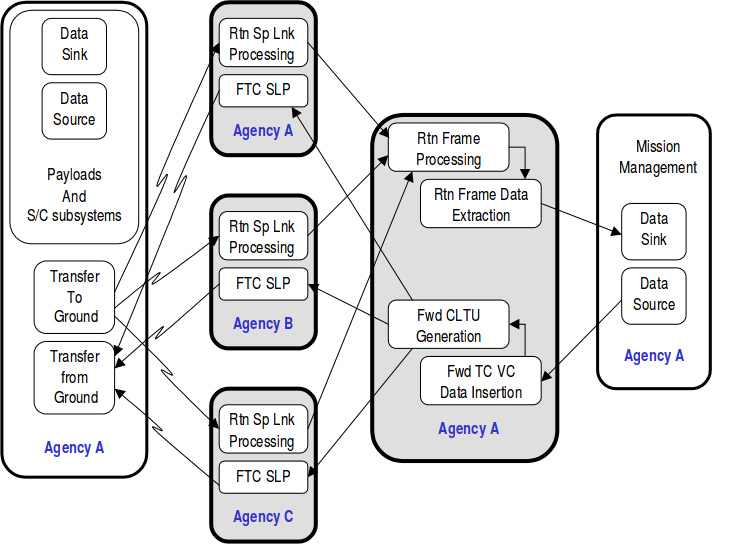 Data
Sink
Data
Source
Payloads
And
S/C subsystems
Transfer
To
Ground
Transfer
from
Ground
Agency A
Rtn Sp Lnk
Processing
FTC SLP
Agency A
Rtn Sp Lnk
Processing
FTC SLP
Agency B
Rtn Sp Lnk
Processing
FTC SLP
Agency C
Rtn Frame
Processing
Rtn Frame Data
Extraction
Fwd CLTU
Generation
Fwd TC VC
Data Insertion
Agency A
Mission
Management
Data
Sink
Data
Source
Agency A